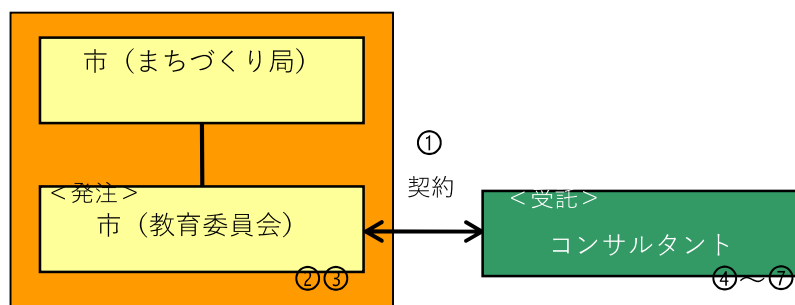 市（まちづくり局）
①
契約
＜発注＞
市（教育委員会）
②③
＜受託＞
コンサルタント
④～⑦